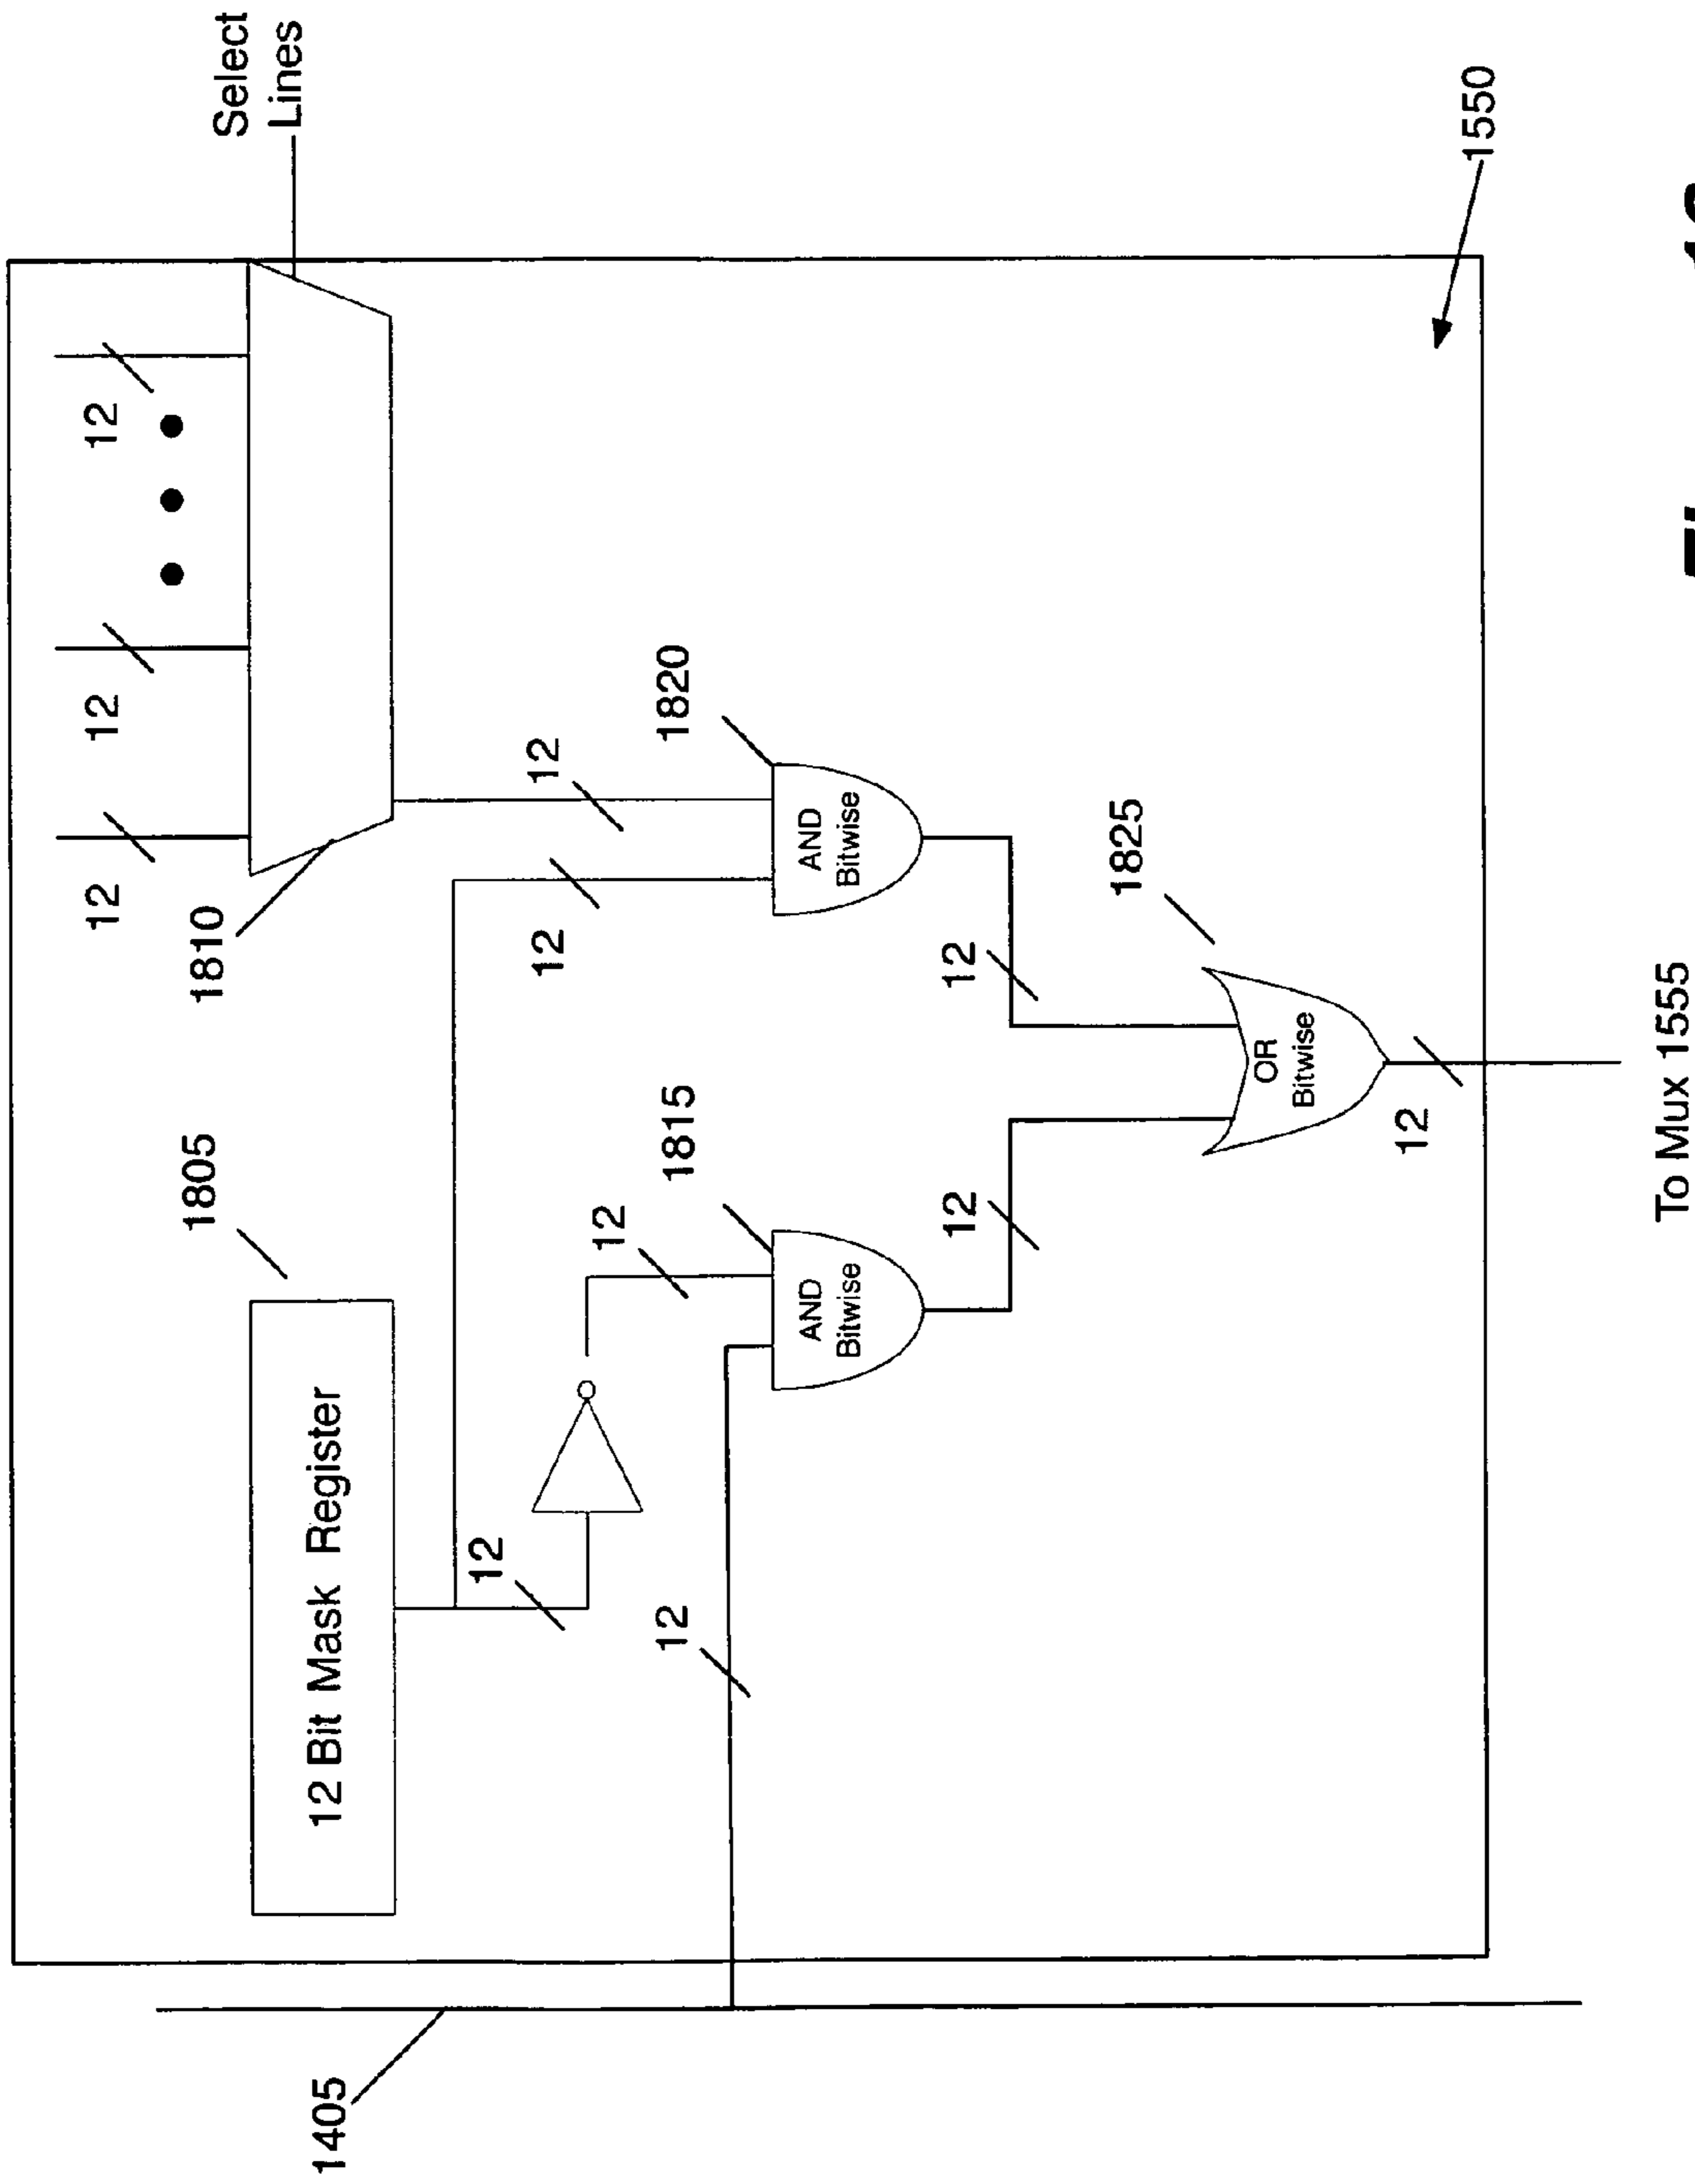 12
12
12
1805
1810
Select
Lines
1405
12 Bit Mask Register
12
12
12
12
12
1815
1820
AND
Bitwise
AND
Bitwise
12
12
1825
OR
Bitwise
12
1550
To Mux 1555